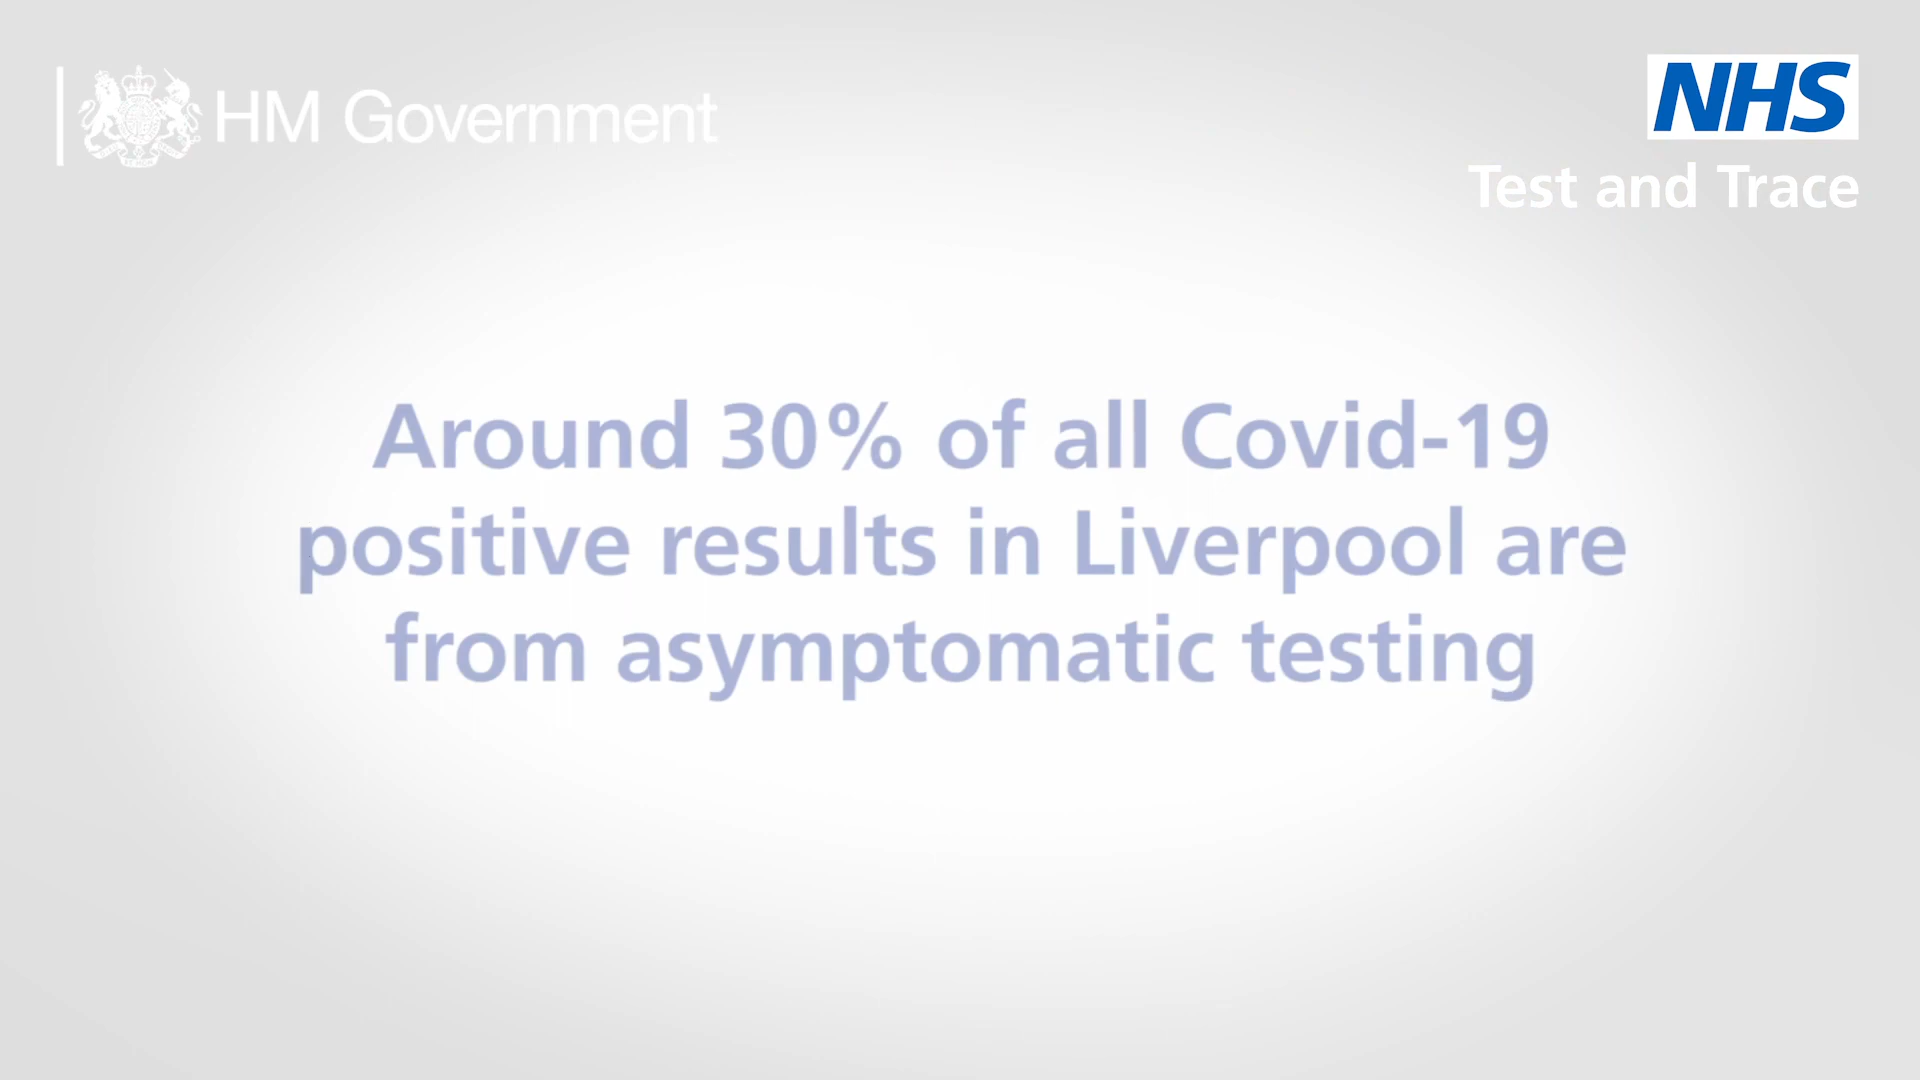 HM Government
NHS
Test and Trace
Around 30% of all Covid-19
positive results in Liverpool are
from asymptomatic testing